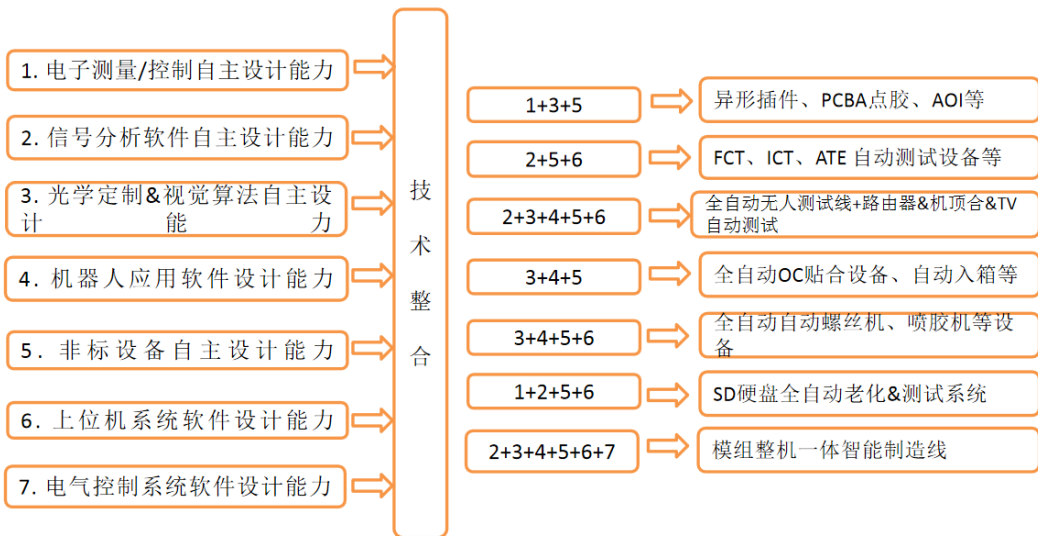 1. 电子测量/控制自主设计能力
2. 信号分析软件自主设计能力
3. 光学定制&视觉算法自主设
计能力
4. 机器人应用软件设计能力
5. 非标设备自主设计能力
6. 上位机系统软件设计能力
7. 电气控制系统软件设计能力
技
术
整
合
1+3+5
异形插件、PCBA点胶、AOI等
2+5+6
FCT、ICT、ATE 自动测试设备等
2+3+4+5+6
全自动无人测试线+路由器&机顶合&TV
自动测试
3+4+5
全自动OC贴合设备、自动入箱等
3+4+5+6
全自动自动螺丝机、喷胶机等设
备
1+2+5+6
SD硬盘全自动老化&测试系统
2+3+4+5+6+7
模组整机一体智能制造线